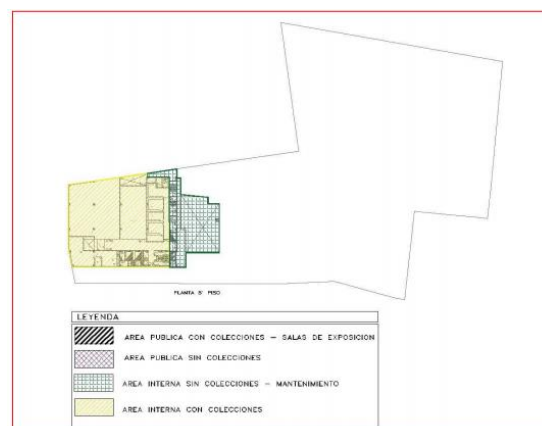 PLANTA 5° PISO
LEYENDA
AREA PUBLICA CON COLECCIONES – SALAS DE EXPOSICION
AREA PUBLICA SIN COLECCIONES
AREA INTERNA SIN COLECCIONES – MANTENIMIENTO
AREA INTERNA CON COLECCIONES